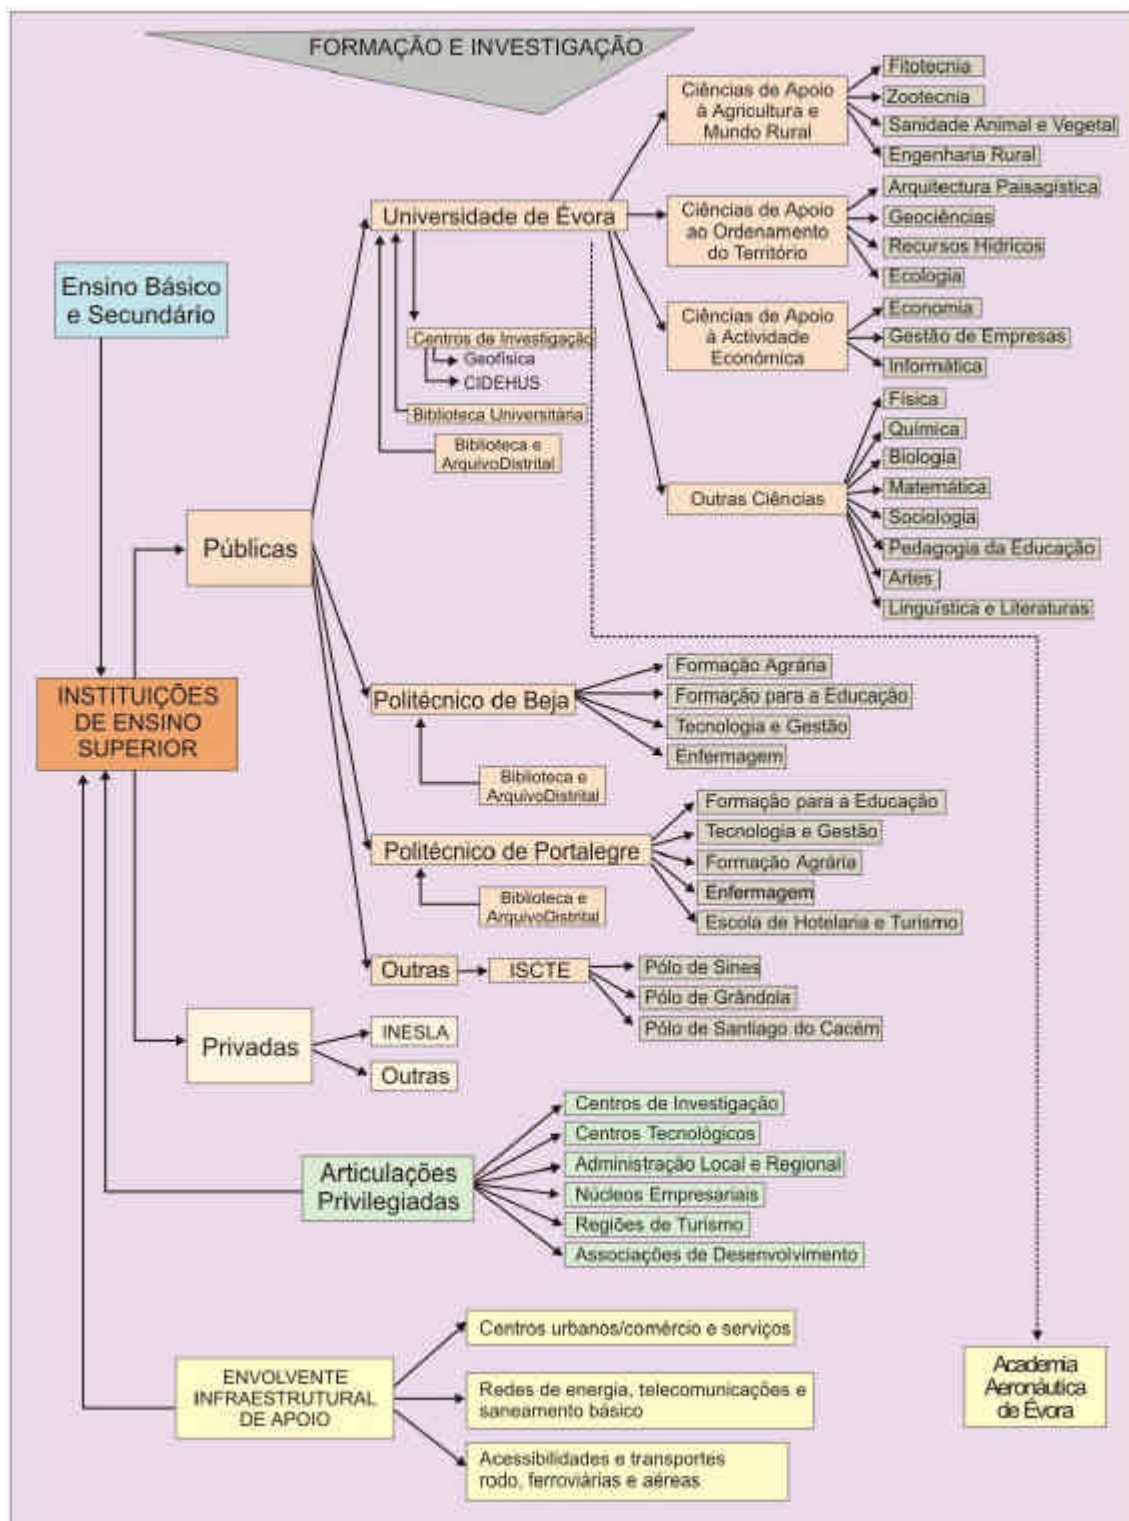 FORMAÇÃO E INVESTIGAÇÃO
Ensino Básico
e Secundário
INSTITUIÇÕES
DE ENSINO
SUPERIOR
Públicas
Universidade de Évora
Centros de Investigação
Geofísica
CIDEHUS
Biblioteca Universitária
Biblioteca e
ArquivoDistrital
Ciências de Apoio
à Agricultura e
Mundo Rural
Fitotecnia
Zootecnia
Sanidade Animal e Vegetal
Engenharia Rural
Ciências de Apoio
ao Ordenamento
do Território
Arquitectura Paisagística
Geociências
Recursos Hídricos
Ecologia
Ciências de Apoio
à Actividade
Económica
Economia
Gestão de Empresas
Informática
Outras Ciências
Física
Química
Biologia
Matemática
Sociologia
Pedagogia da Educação
Artes
Linguística e Literaturas
Politécnico de Beja
Biblioteca e
ArquivoDistrital
Formação Agrária
Formação para a Educação
Tecnologia e Gestão
Enfermagem
Politécnico de Portalegre
Biblioteca e
ArquivoDistrital
Formação para a Educação
Tecnologia e Gestão
Formação Agrária
Enfermagem
Escola de Hotelaria e Turismo
Outras
ISCTE
Pólo de Sines
Pólo de Grândola
Pólo de Santiago do Cacém
Privadas
INESLA
Outras
Articulações
Privilegiadas
Centros de Investigação
Centros Tecnológicos
Administração Local e Regional
Núcleos Empresariais
Regiões de Turismo
Associações de Desenvolvimento
ENVOLVENTE
INFRAESTRUTURAL
DE APOIO
Centros urbanos/comércio e serviços
Redes de energia, telecomunicações e
saneamento básico
Acessibilidades e transportes
rodo, ferroviárias e aéreas
Academia
Aeronáutica
de Évora